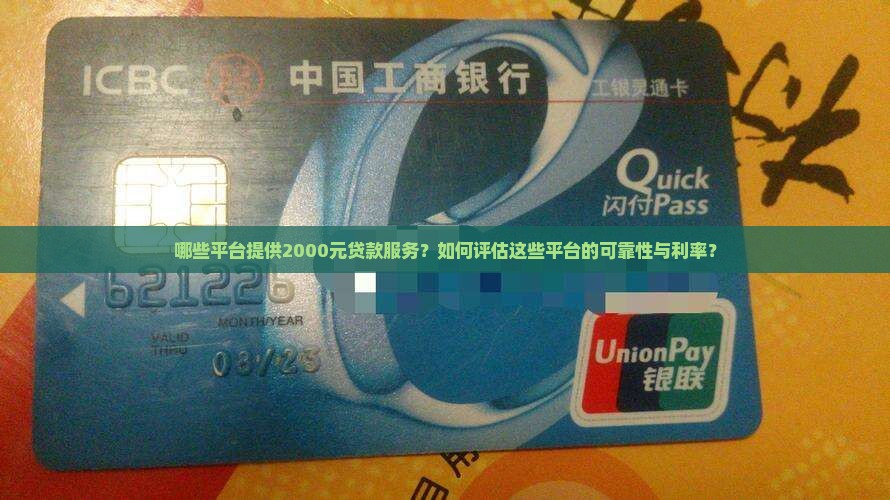 ICBC 中国工商银行
工银灵通卡
Quick
闪付Pass
哪些平台提供2000元贷款服务？如何评估这些平台的可靠性与利率？
621226
MONTH/YEAR
VALID
THRU
UnionPay
银联